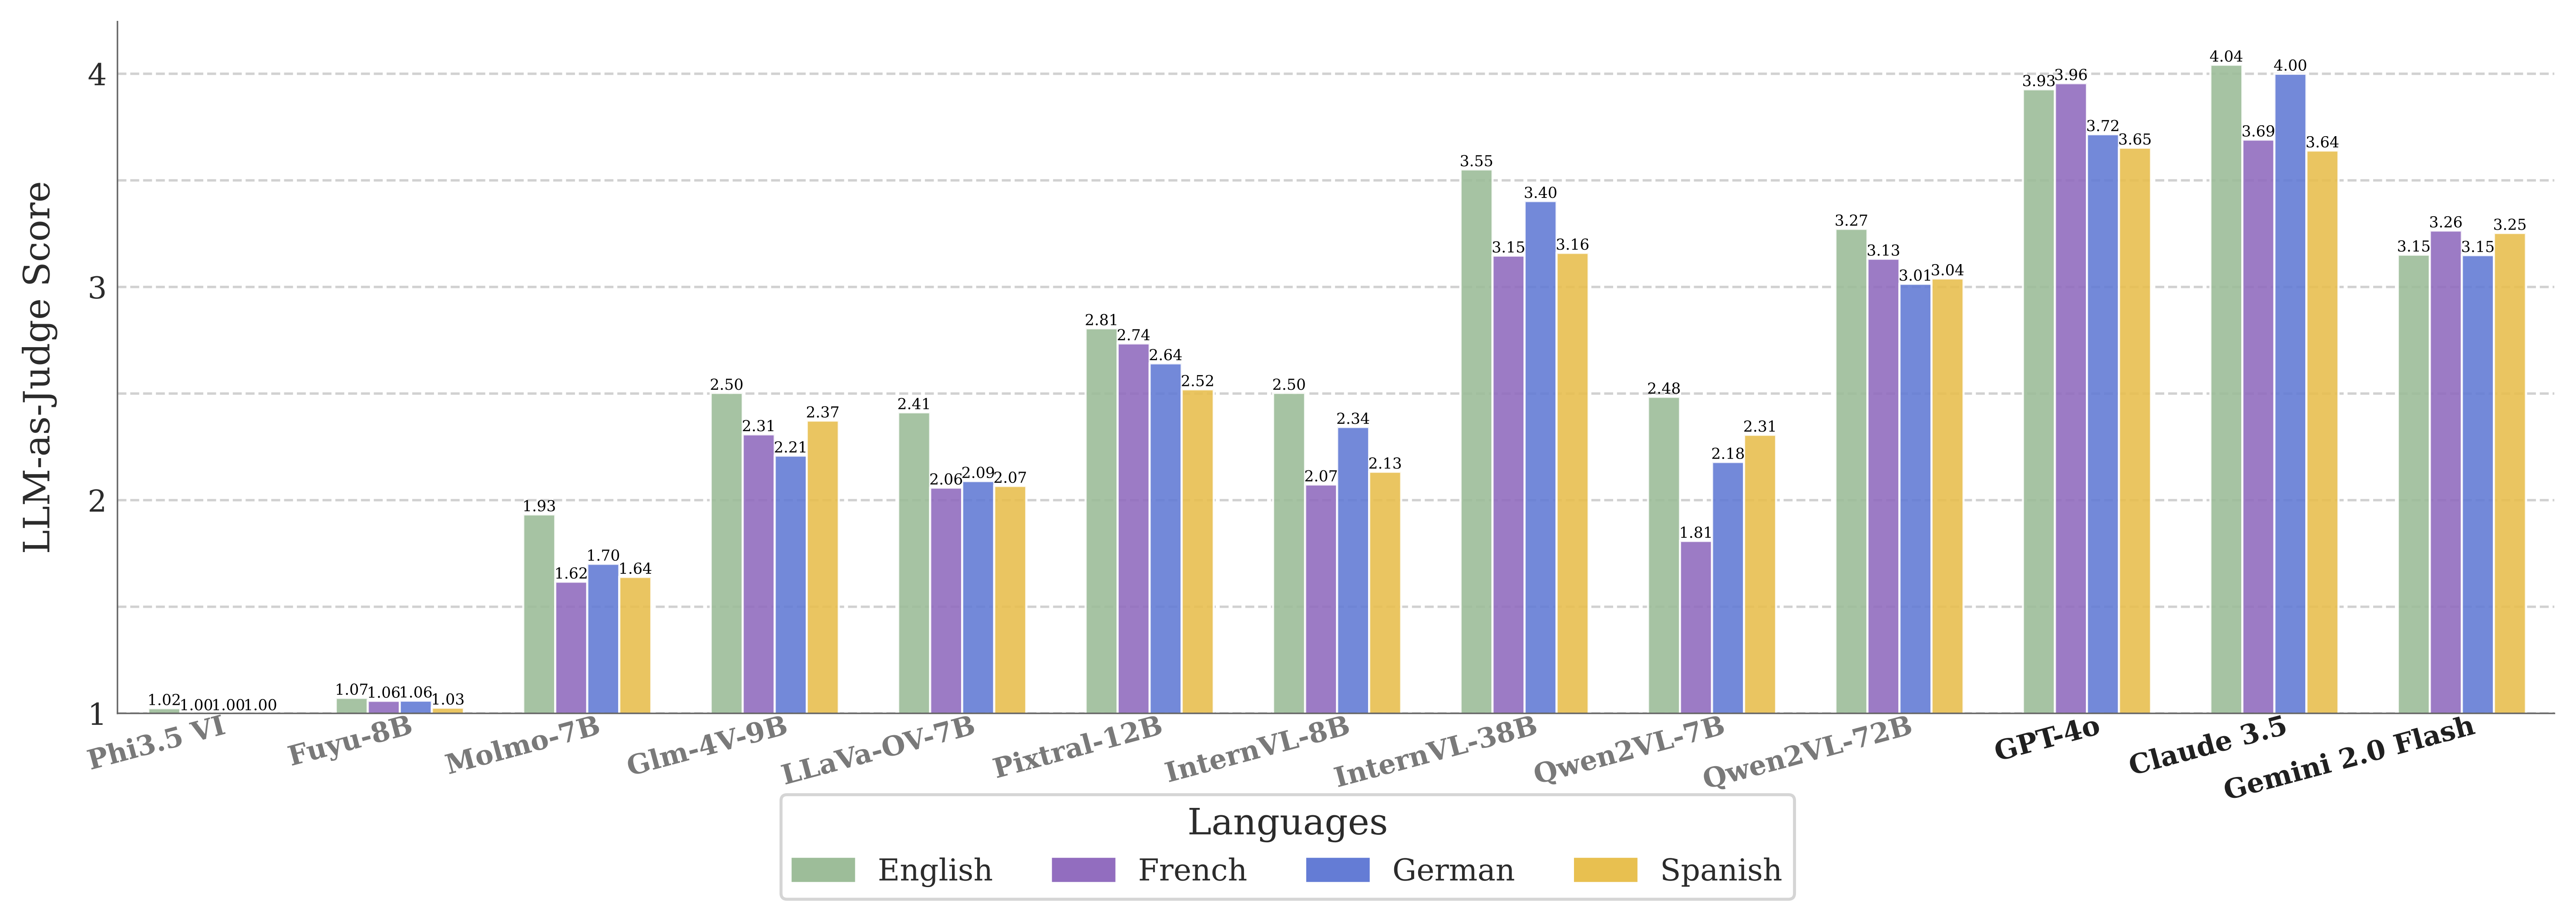 LLM-as-Judge Score
4
3
2
1
1.02 1.00 1.00 1.00
1.07 1.06 1.06 1.03
1.93 1.62 1.70 1.64
2.50 2.31 2.21 2.37
2.41 2.06 2.09 2.07
2.81 2.74 2.64 2.52
2.50 2.07 2.34 2.13
3.55 3.15 3.40 3.16
2.48 1.81 2.18 2.31
3.27 3.13 3.01 3.04
3.93 3.96 3.72 3.65
4.04 3.69 4.00 3.64
3.15 3.26 3.15 3.25
Phi3.5 VI
Fuyu-8B
Molmo-7B
Glm-4V-9B
LLaVa-OV-7B
Pixtral-12B
InternVL-8B
InternVL-38B
Qwen2VL-7B
Qwen2VL-72B
GPT-4o
Claude 3.5
Gemini 2.0 Flash
Languages
English French German Spanish